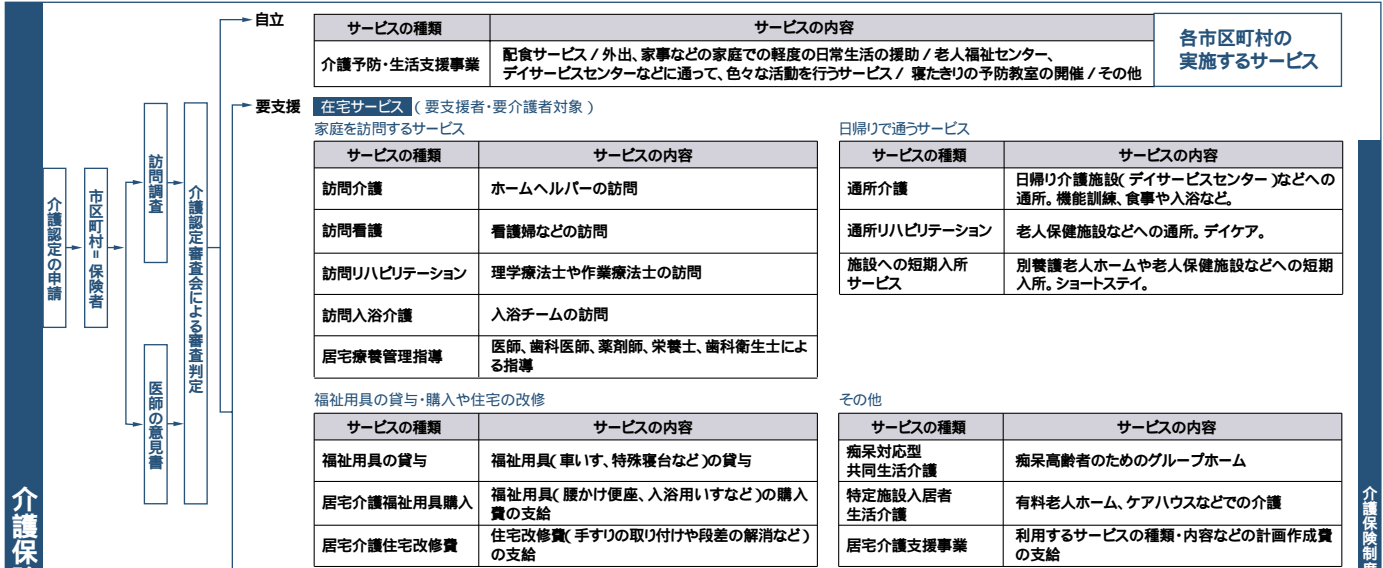 介護保
介護認定の申請
市区町村=保険者
訪問調査
医師の意見書
介護認定審査会による審査判定
自立
サービスの種類 サービスの内容
介護予防・生活支援事業
配食サービス / 外出、家事などの家庭での軽度の日常生活の援助 / 老人福祉センター、
デイサービスセンターなどに通って、色々な活動を行うサービス / 寝たきりの予防教室の開催 / その他
各市区町村の
実施するサービス
要支援
在宅サービス (要支援者・要介護者対象)
家庭を訪問するサービス
サービスの種類 サービスの内容
訪問介護 ホームヘルパーの訪問
訪問看護 看護婦などの訪問
訪問リハビリテーション 理学療法士や作業療法士の訪問
訪問入浴介護 入浴チームの訪問
居宅療養管理指導 医師、歯科医師、薬剤師、栄養士、歯科衛生士によ
る指導
日帰りで通うサービス
サービスの種類 サービスの内容
通所介護 日帰り介護施設(デイサービスセンター)などへの
通所。機能訓練、食事や入浴など。
通所リハビリテーション 老人保健施設などへの通所。デイケア。
施設への短期入所
サービス
別養護老人ホームや老人保健施設などへの短期
入所。ショートステイ。
福祉用具の貸与・購入や住宅の改修
サービスの種類 サービスの内容
福祉用具の貸与 福祉用具(車いす、特殊寝台など)の貸与
居宅介護福祉用具購入 福祉用具(腰かけ便座、入浴用いすなど)の購入
費の支給
居宅介護住宅改修費 住宅改修費(手すりの取り付けや段差の解消など)
の支給
その他
サービスの種類 サービスの内容
痴呆対応型
共同生活介護
痴呆高齢者のためのグループホーム
特定施設入居者
生活介護
有料老人ホーム、ケアハウスなどでの介護
居宅介護支援事業 利用するサービスの種類・内容などの計画作成費
の支給
介護保険制度